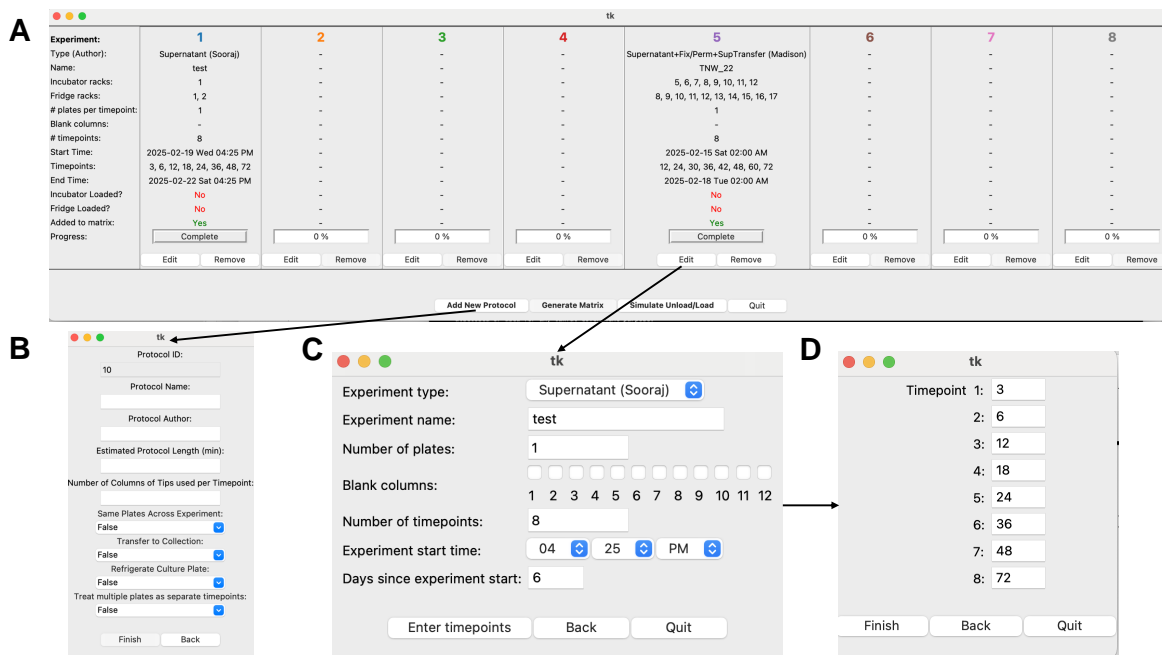 A
tk
Experiment: 1 2 3 4 5 6 7 8
Type (Author): Supernatant (Sooraj) - - - Supernatant+Fix/Perm+SupTransfer (Madison) - - -
Name: test - - - TNW_22 - - -
Incubator racks: 1 - - - 5, 6, 7, 8, 9, 10, 11, 12 - - -
Fridge racks: 1, 2 - - - 8, 9, 10, 11, 12, 13, 14, 15, 16, 17 - - -
# plates per timepoint: 1 - - - 1 - - -
Blank columns: - - - - - - - -
# timepoints: 8 - - - 8 - - -
Start Time: 2025-02-19 Wed 04:25 PM - - - 2025-02-15 Sat 02:00 AM - - -
Timepoints: 3, 6, 12, 18, 24, 36, 48, 72 - - - 12, 24, 30, 36, 42, 48, 60, 72 - - -
End Time: 2025-02-22 Sat 04:25 PM - - - 2025-02-18 Tue 02:00 AM - - -
Incubator Loaded? No - - - No - - -
Fridge Loaded? No - - - No - - -
Added to matrix: Yes - - - Yes - - -
Progress: Complete 0 % 0 % 0 % Complete 0 % 0 % 0 %
Edit Remove Edit Remove Edit Remove Edit Remove Edit Remove Edit Remove Edit Remove Edit Remove
Add New Protocol Generate Matrix Simulate Unload/Load Quit
B
tk
Protocol ID:
10
Protocol Name:
Protocol Author:
Estimated Protocol Length (min):
Number of Columns of Tips used per Timepoint:
Same Plates Across Experiment:
False
Transfer to Collection:
False
Refrigerate Culture Plate:
False
Treat multiple plates as separate timepoints:
False
Finish Back
C
tk
Experiment type: Supernatant (Sooraj)
Experiment name: test
Number of plates: 1
Blank columns:
1 2 3 4 5 6 7 8 9 10 11 12
Number of timepoints: 8
Experiment start time: 04 25 PM
Days since experiment start: 6
Enter timepoints Back Quit
D
tk
Timepoint 1: 3
2: 6
3: 12
4: 18
5: 24
6: 36
7: 48
8: 72
Finish Back Quit